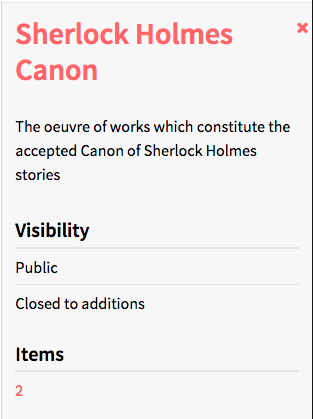 Sherlock Holmes
Canon
The oeuvre of works which constitute the
accepted Canon of Sherlock Holmes
stories
Visibility
Public
Closed to additions
Items
2